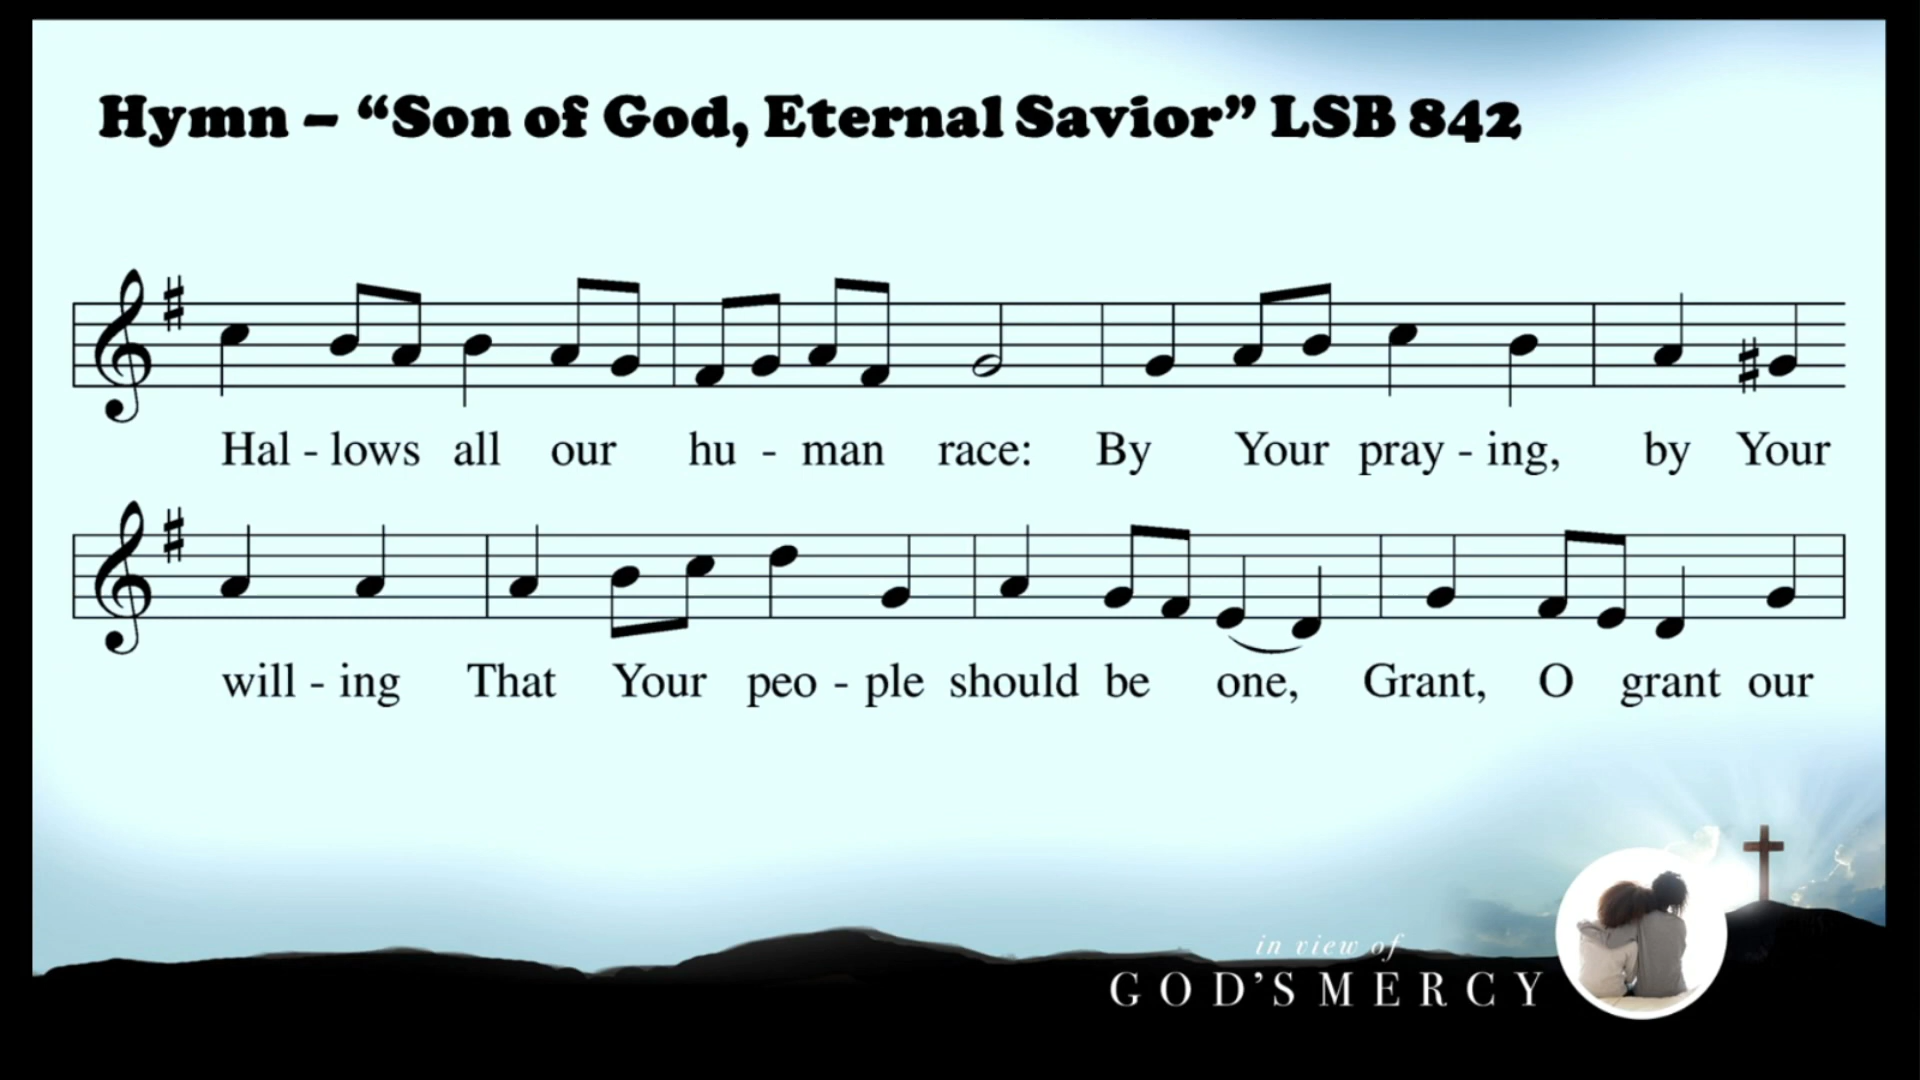 Hymn – “Son of God, Eternal Savior” LSB 842
Hal - lows all our hu - man race: By Your pray - ing, by Your
will - ing That Your peo - ple should be one, Grant, O grant our
in view of
GOD’S MERCY